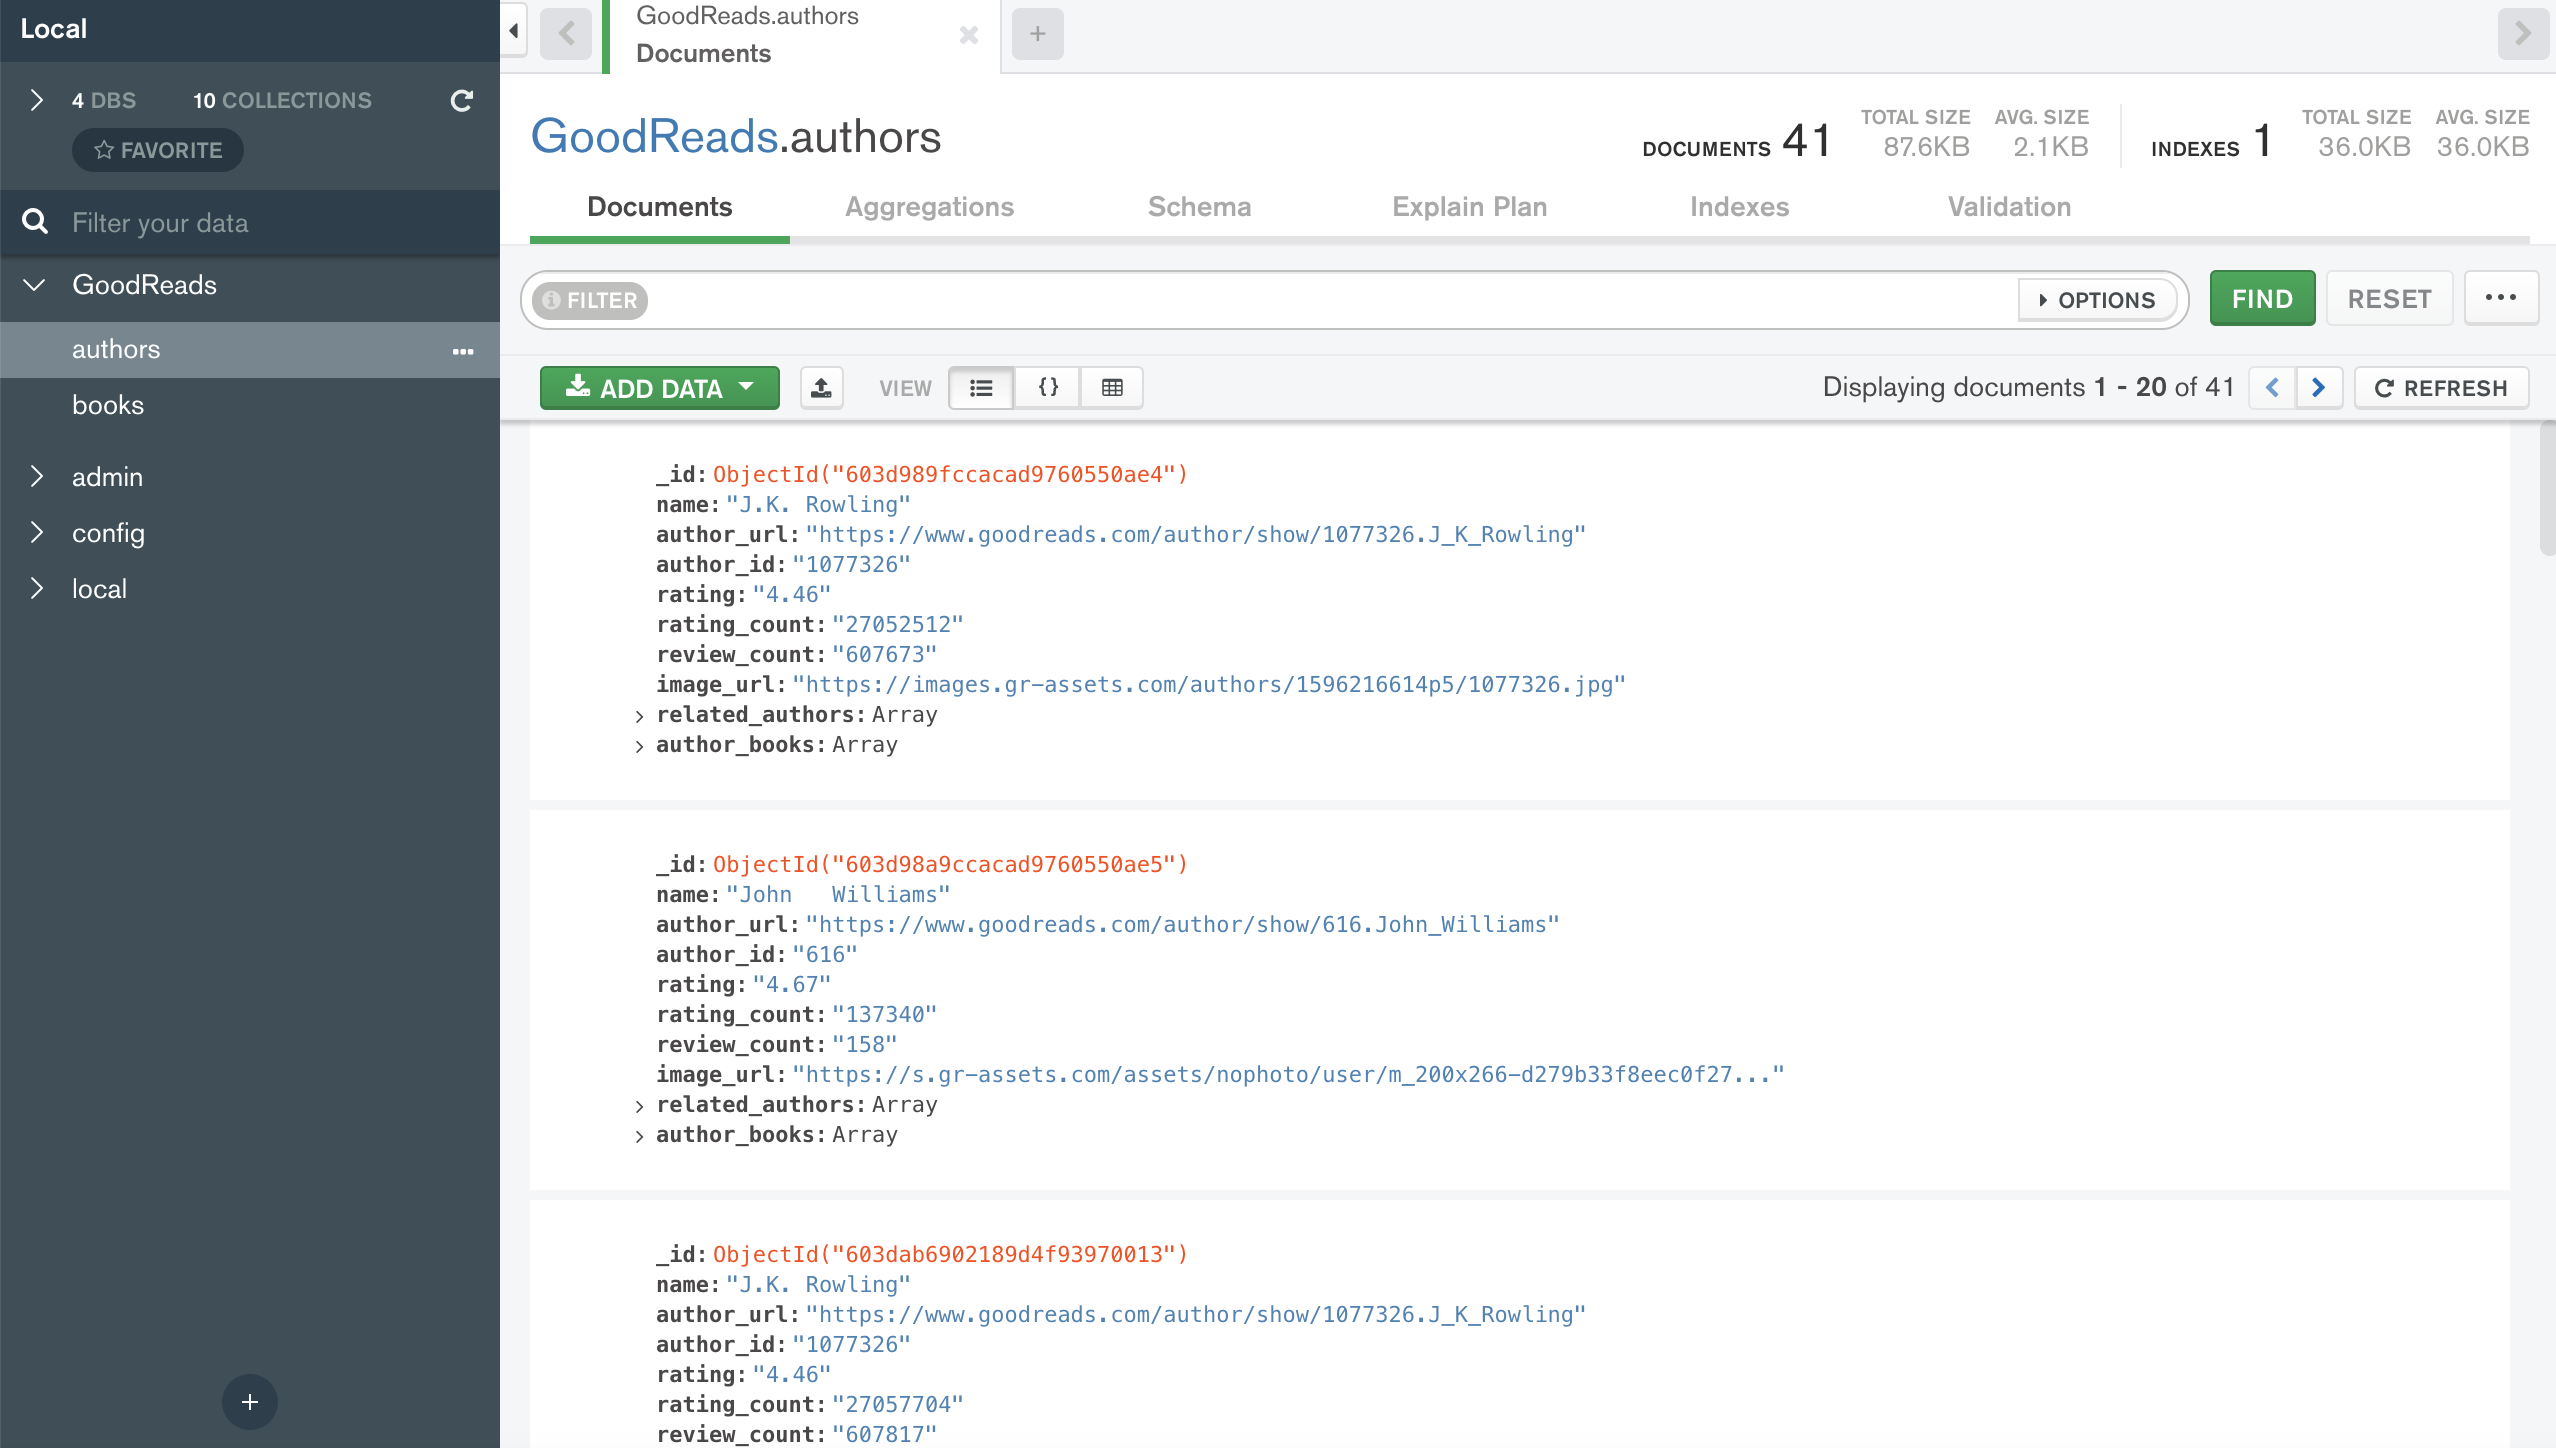 Local
4 DBS 10 COLLECTIONS
FAVORITE
Filter your data
GoodReads
authors
books
admin
config
local
GoodReads.authors
Documents
GoodReads.authors
DOCUMENTS 41
TOTAL SIZE
87.6KB
AVG. SIZE
2.1KB
INDEXES 1
TOTAL SIZE
36.0KB
AVG. SIZE
36.0KB
Documents Aggregations Schema Explain Plan Indexes Validation
FILTER OPTIONS FIND RESET ...
ADD DATA VIEW {} Displaying documents 1 - 20 of 41 REFRESH
_id: ObjectId("603d989fccacad9760550ae4")
name: "J.K. Rowling"
author_url: "https://www.goodreads.com/author/show/1077326.J_K_Rowling"
author_id: "1077326"
rating: "4.46"
rating_count: "27052512"
review_count: "607673"
image_url: "https://images.gr-assets.com/authors/1596216614p5/1077326.jpg"
related_authors: Array
author_books: Array
_id: ObjectId("603d98a9ccacad9760550ae5")
name: "John   Williams"
author_url: "https://www.goodreads.com/author/show/616.John_Williams"
author_id: "616"
rating: "4.67"
rating_count: "137340"
review_count: "158"
image_url: "https://s.gr-assets.com/assets/nophoto/user/m_200x266-d279b33f8eec0f27..."
related_authors: Array
author_books: Array
_id: ObjectId("603dab6902189d4f93970013")
name: "J.K. Rowling"
author_url: "https://www.goodreads.com/author/show/1077326.J_K_Rowling"
author_id: "1077326"
rating: "4.46"
rating_count: "27057704"
review_count: "607817"